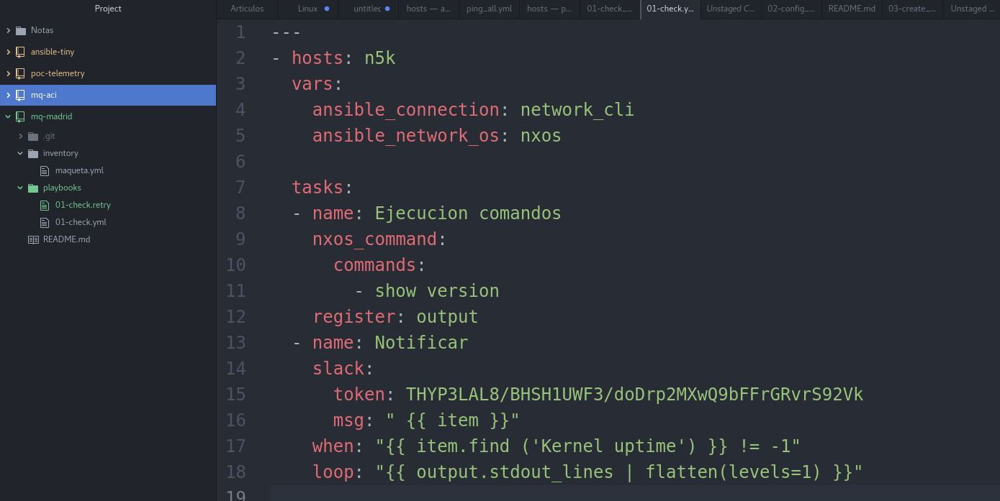 Project
Articulos
Linux
untitlec
hosts — a...
ping_all.yml
hosts — p...
01-check_...
01-check.y...
Unstaged C...
02-config_...
README.md
03-create_...
Unstaged ...
Notas
ansible-tiny
poc-telemetry
mq-aci
mq-madrid
.git
inventory
maqueta.yml
playbooks
01-check.retry
01-check.yml
README.md
1 ---
2 - hosts: n5k
3 vars:
4 ansible_connection: network_cli
5 ansible_network_os: nxos
6
7 tasks:
8 - name: Ejecucion comandos
9 nxos_command:
10 commands:
11 - show version
12 register: output
13 - name: Notificar
14 slack:
15 token: THYP3LAL8/BHSH1UWF3/doDrp2MXwQ9bFFrGRvrS92Vk
16 msg: " {{ item }}"
17 when: "{{ item.find ('Kernel uptime') }} != -1"
18 loop: "{{ output.stdout_lines | flatten(levels=1) }}"
19